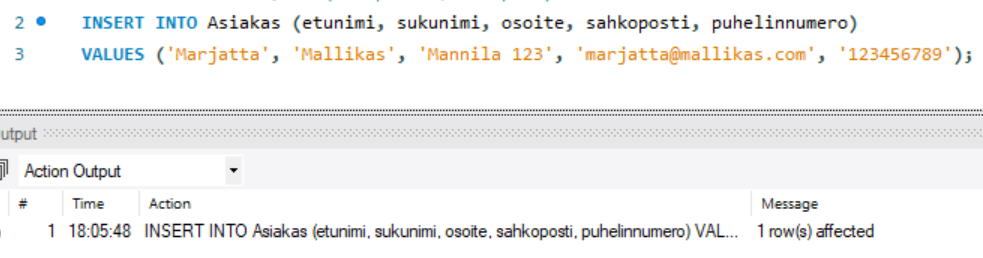 2 INSERT INTO Asiakas (etunimi, sukunimi, osoite, sahkoposti, puhelinnumero)
3 VALUES ('Marjatta', 'Mallikas', 'Mannila 123', 'marjatta@mallikas.com', '123456789');
utput
Action Output
# Time Action Message
1 18:05:48 INSERT INTO Asiakas (etunimi, sukunimi, osoite, sahkoposti, puhelinnumero) VAL... 1 row(s) affected